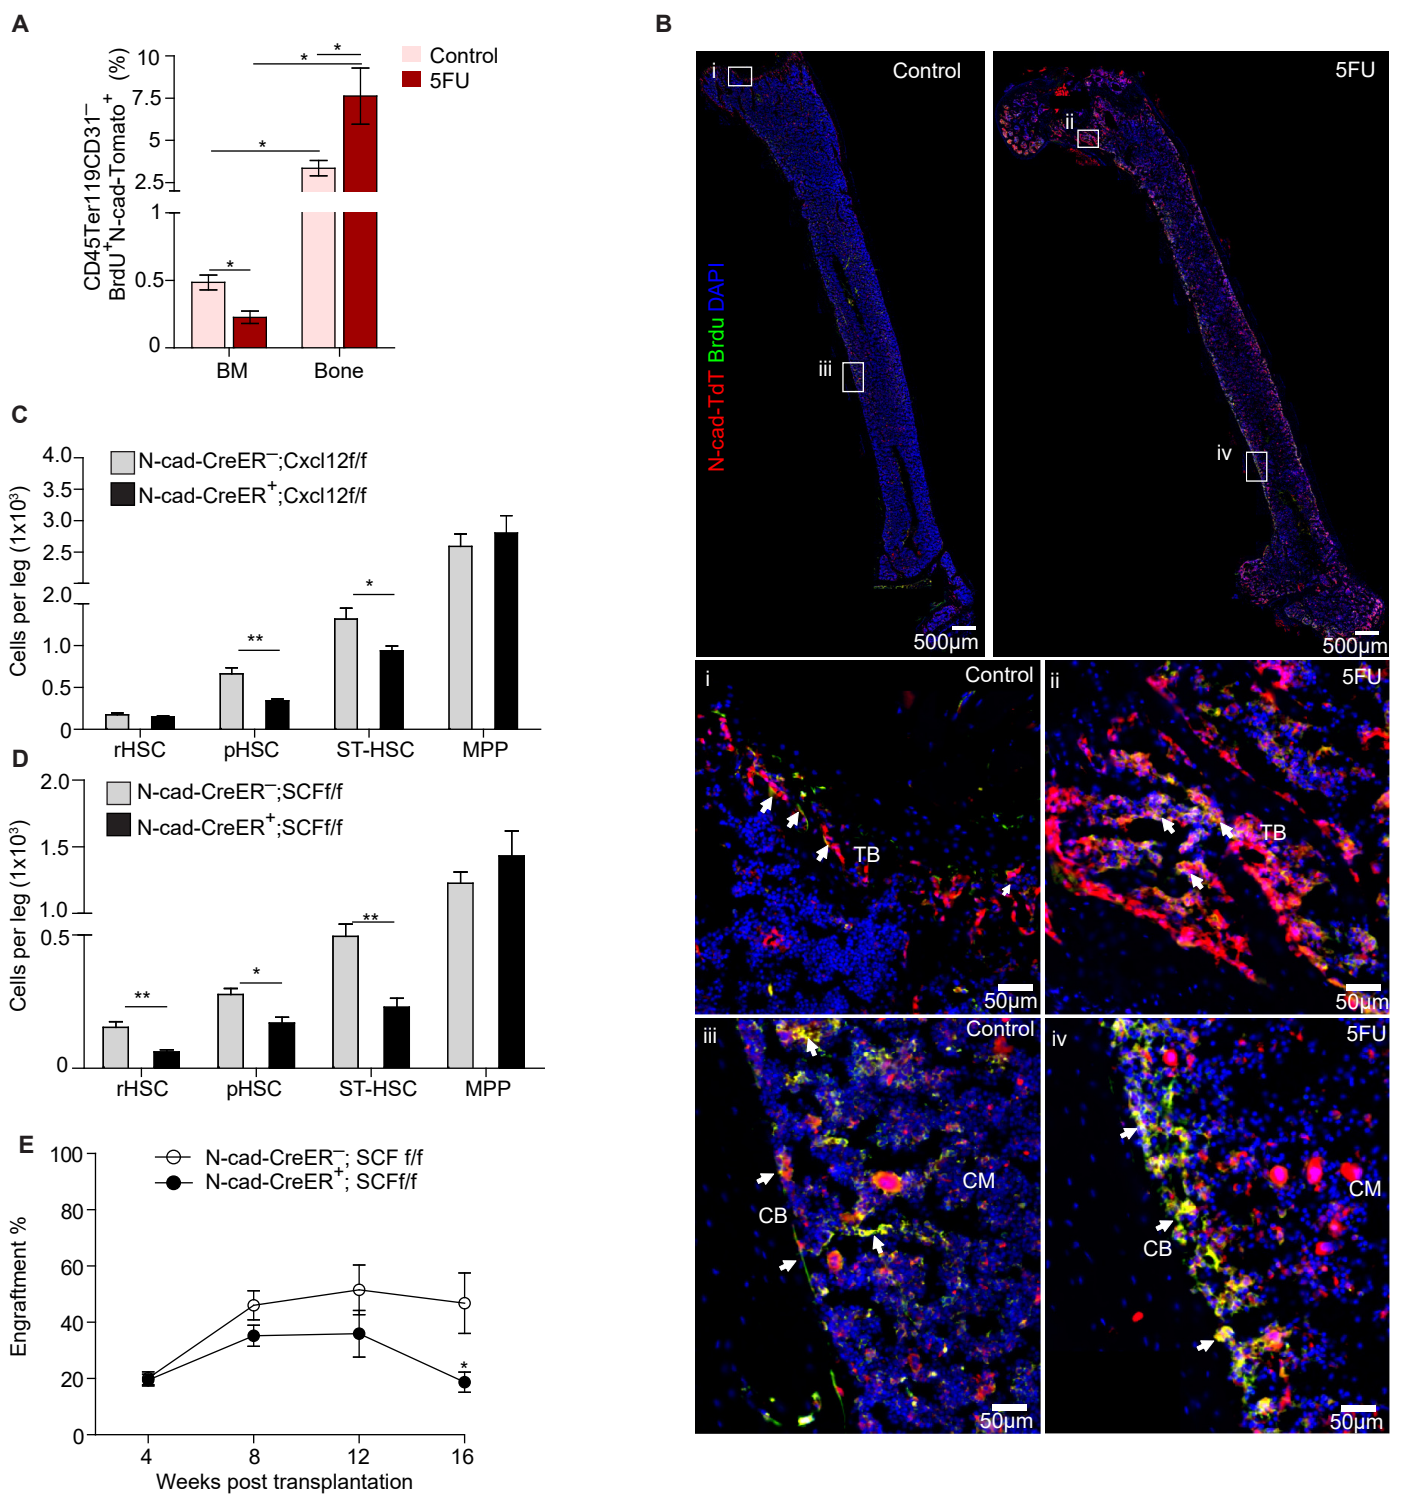 A
CD45Ter119CD31–
BrdU+N-cad-Tomato+ (%)
10
7.5
5
2.5
1
0.5
0
Control
5FU
*
*
*
*
BM
Bone
B
N-cad-TdT Brdu DAPI
i
Control
iii
500µm
5FU
ii
iv
500µm
i
Control
TB
50µm
ii
5FU
TB
50µm
iii
Control
CB
CM
50µm
iv
5FU
CB
CM
50µm
C
Cells per leg (1x10³)
4.0
3.5
3.0
2.5
2.0
1.0
0.5
0
N-cad-CreER–;Cxcl12f/f
N-cad-CreER+;Cxcl12f/f
**
*
rHSC
pHSC
ST-HSC
MPP
D
Cells per leg (1x10³)
2.0
1.5
1.0
0.5
0
N-cad-CreER–;SCFf/f
N-cad-CreER+;SCFf/f
**
*
**
rHSC
pHSC
ST-HSC
MPP
E
Engraftment %
100
80
60
40
20
0
N-cad-CreER–; SCF f/f
N-cad-CreER+; SCFf/f
*
4
8
12
16
Weeks post transplantation